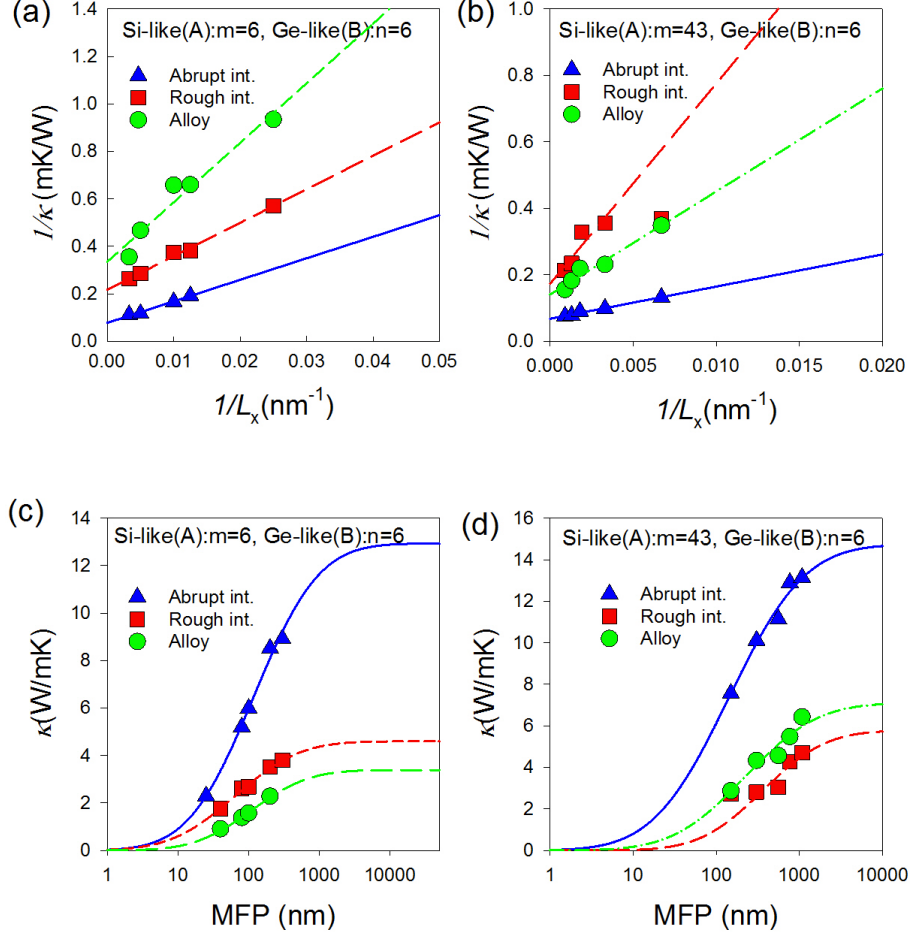 (a)
Si-like(A):m=6, Ge-like(B):n=6
Abrupt int.
Rough int.
Alloy
1/κ (mK/W)
1.4
1.2
1.0
0.8
0.6
0.4
0.2
0.0
0.00 0.01 0.02 0.03 0.04 0.05
1/Lx(nm-1)
(b)
Si-like(A):m=43, Ge-like(B):n=6
Abrupt int.
Rough int.
Alloy
1/κ (mK/W)
1.0
0.8
0.6
0.4
0.2
0.0
0.000 0.005 0.010 0.015 0.020
1/Lx(nm-1)
(c)
Si-like(A):m=6, Ge-like(B):n=6
Abrupt int.
Rough int.
Alloy
κ(W/mK)
14
12
10
8
6
4
2
0
1 10 100 1000 10000
MFP (nm)
(d)
Si-like(A):m=43, Ge-like(B):n=6
Abrupt int.
Rough int.
Alloy
κ(W/mK)
16
14
12
10
8
6
4
2
0
1 10 100 1000 10000
MFP (nm)